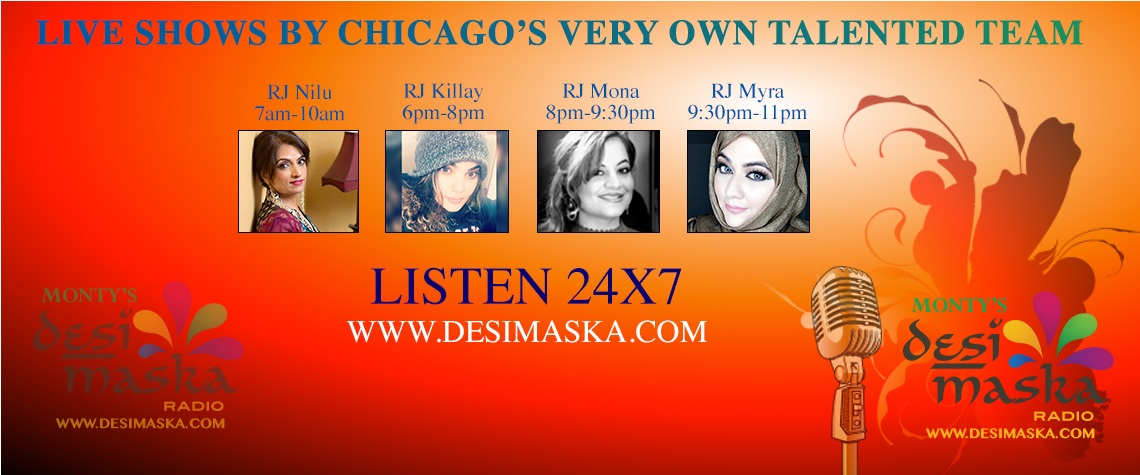 LIVE SHOWS BY CHICAGO'S VERY OWN TALENTED TEAM
RJ Nilu
7am-10am
RJ Killay
6pm-8pm
RJ Mona
8pm-9:30pm
RJ Myra
9:30pm-11pm
LISTEN 24X7
WWW.DESIMASKA.COM
MONTY'S
desi
maska
RADIO
WWW.DESIMASKA.COM
MONTY'S
desi
maska
RADIO
WWW.DESIMASKA.COM